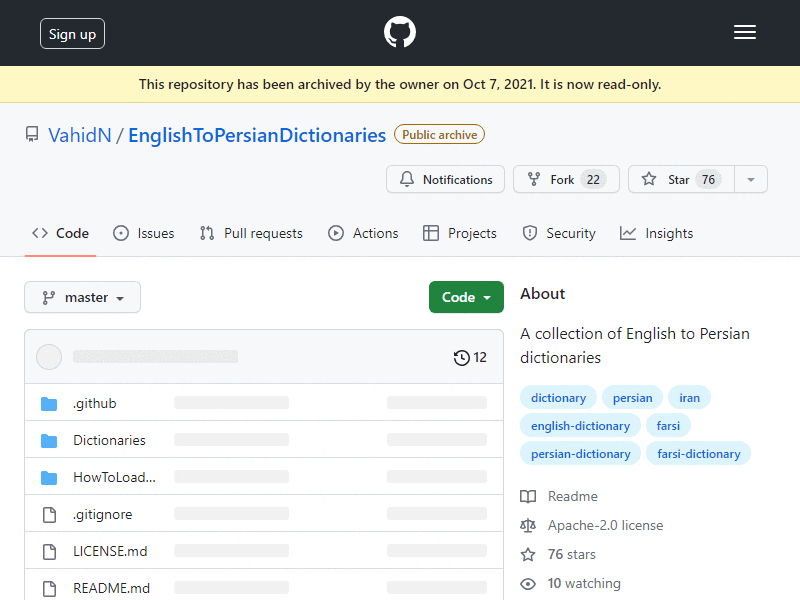 Sign up
This repository has been archived by the owner on Oct 7, 2021. It is now read-only.
VahidN / EnglishToPersianDictionaries Public archive
Notifications Fork 22 Star 76
Code Issues Pull requests Actions Projects Security Insights
master Code
12
.github
Dictionaries
HowToLoad...
.gitignore
LICENSE.md
README.md
About
A collection of English to Persian
dictionaries
dictionary persian iran
english-dictionary farsi
persian-dictionary farsi-dictionary
Readme
Apache-2.0 license
76 stars
10 watching